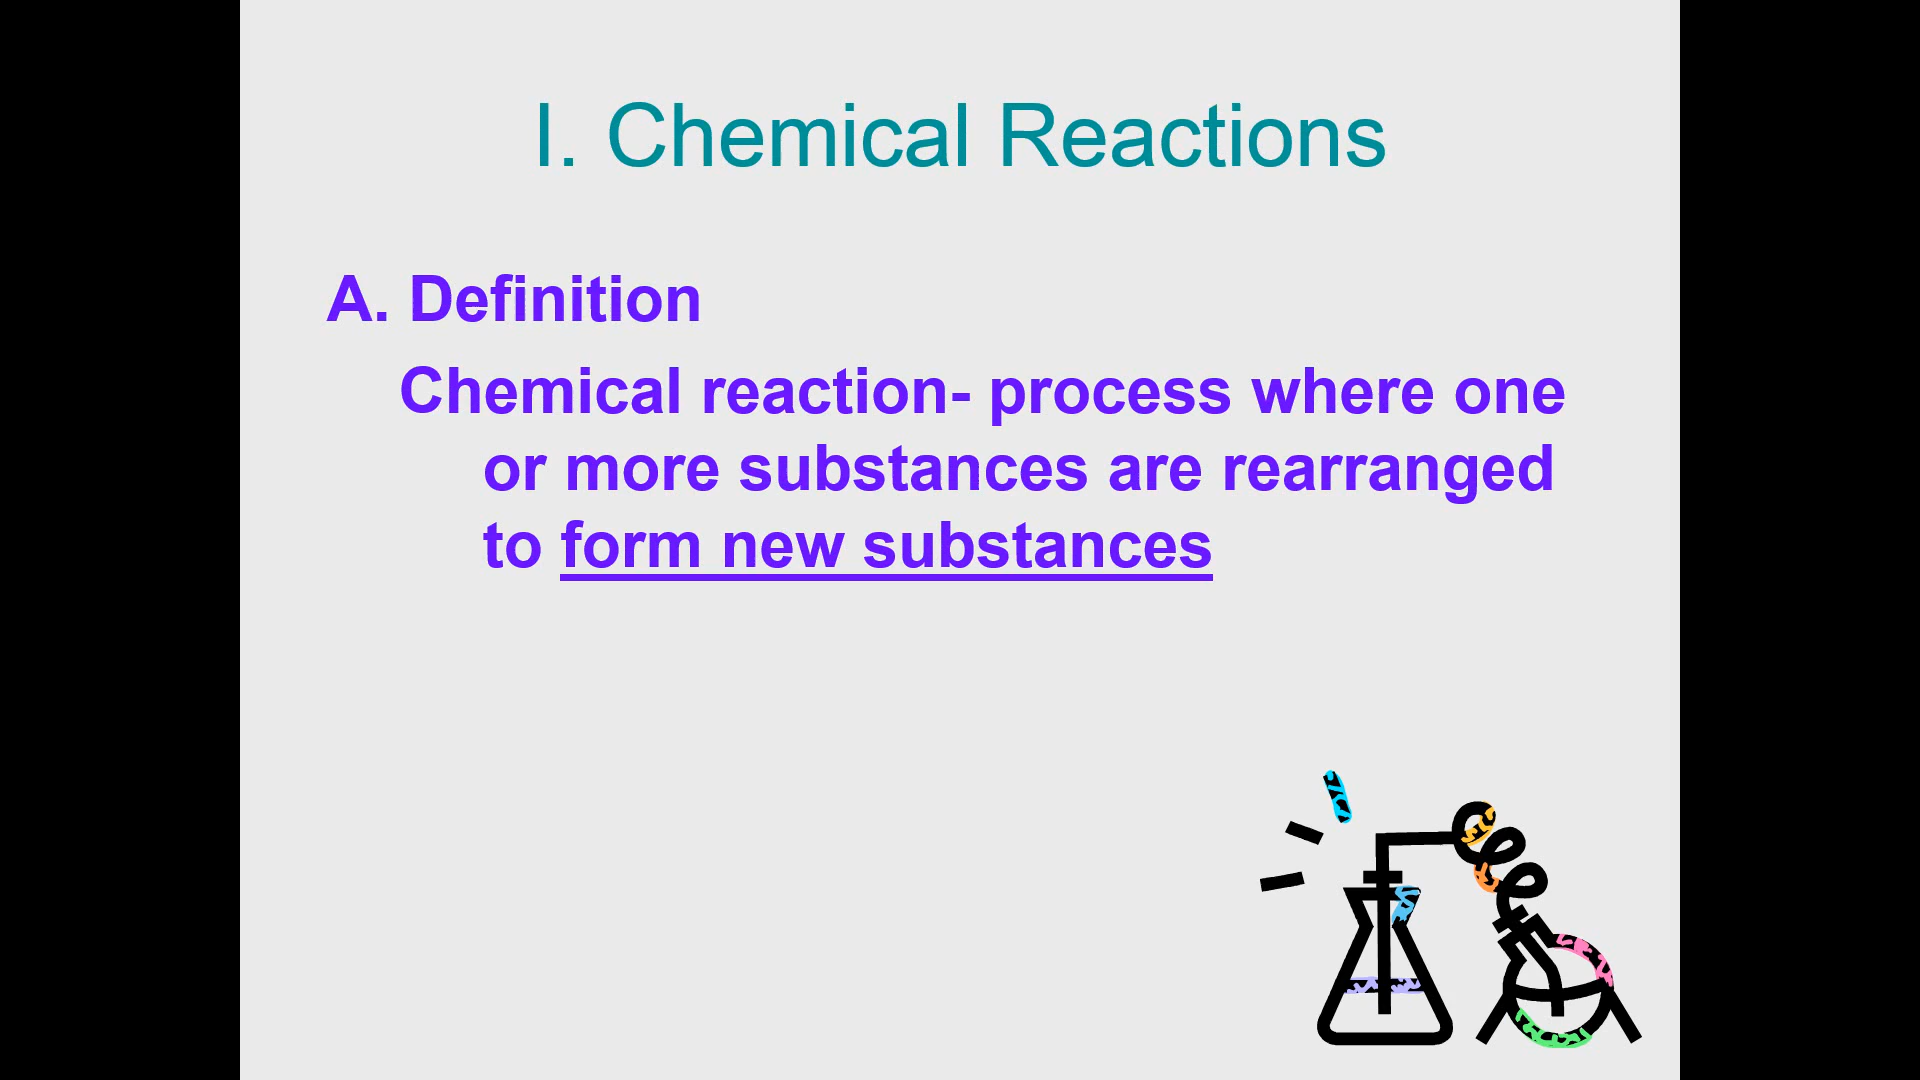 I. Chemical Reactions
A. Definition
Chemical reaction- process where one
or more substances are rearranged
to form new substances